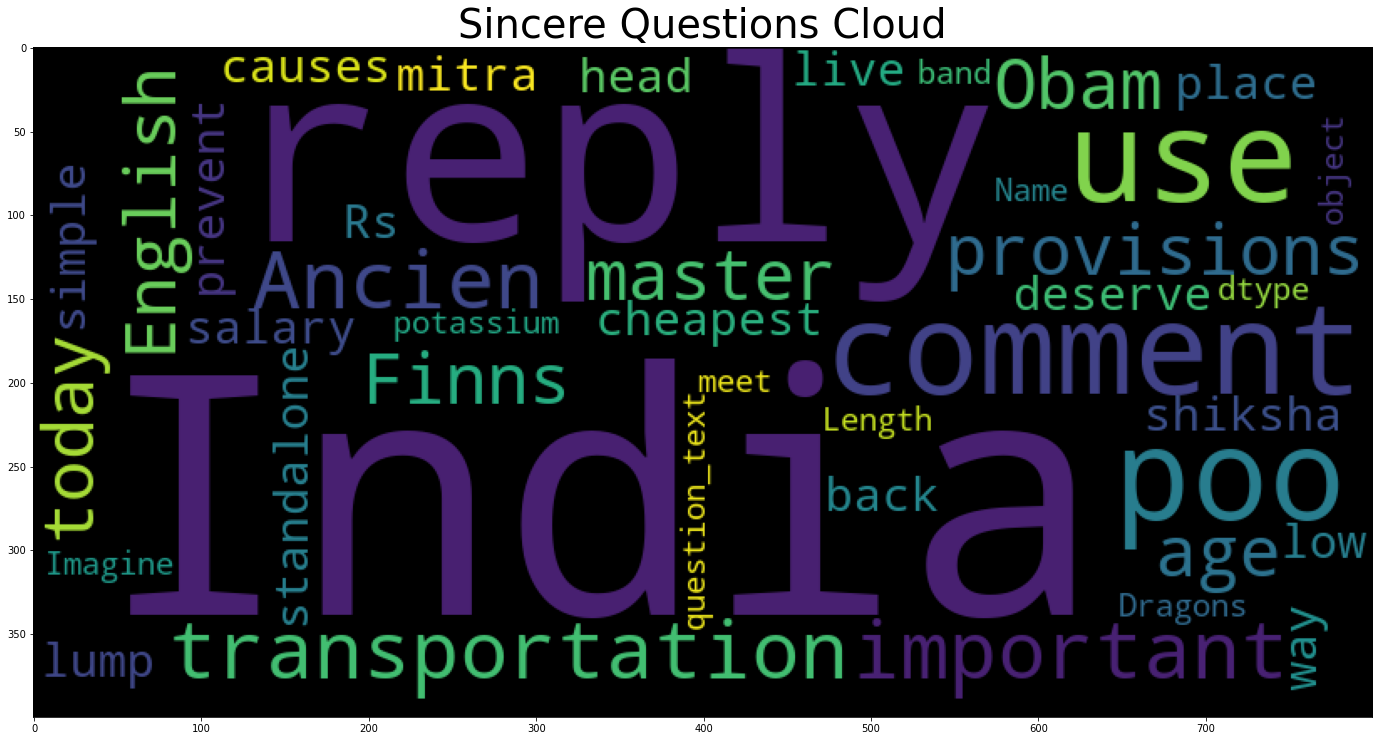 Sincere Questions Cloud
causes
mitra
head
live
band
Obam
place
reply
use
English
prevent
object
Name
simple
Rs
provisions
Ancien
master
deserve
dtype
salary
potassium
cheapest
comment
today
Finns
meet
standalone
question_text
Length
shiksha
India
poo
back
age
low
Imagine
Dragons
way
lump
transportation
important
0
50
100
150
200
250
300
350
0
100
200
300
400
500
600
700